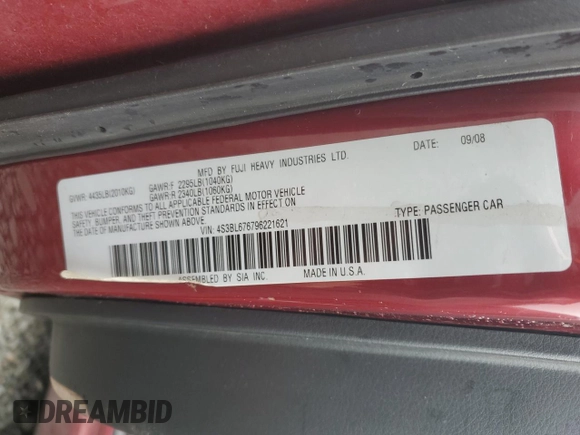 MFD BY FUJI HEAVY INDUSTRIES LTD.
DATE: 09/08
GVWR: 4435LB(2010KG)
GAWR:F 2295LB(1040KG)
GAWR:R 2340LB(1060KG)
THIS VEHICLE CONFORMS TO ALL APPLICABLE FEDERAL MOTOR VEHICLE
SAFETY, BUMPER, AND THEFT PREVENTION STANDARDS IN EFFECT ON THE
DATE OF MANUFACTURE SHOWN ABOVE.
VIN: 4S3BL676796221621
TYPE: PASSENGER CAR
ASSEMBLED BY SIA INC.
MADE IN U.S.A.
DREAMBID